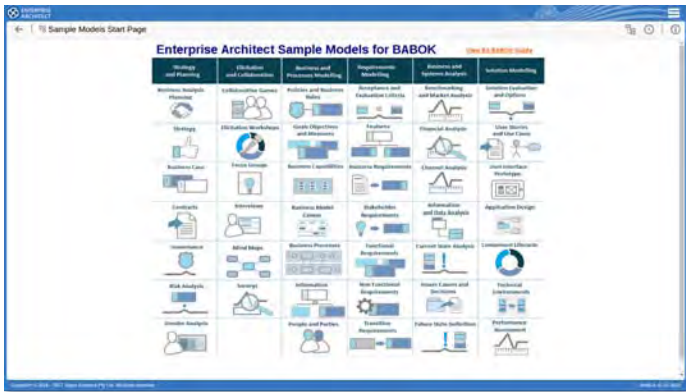 ENTERPRISE
ARCHITECT
Sample Models Start Page
Enterprise Architect Sample Models for BABOK
View EA BABOK Guide
Strategy
and Planning
Elicitation
and Collaboration
Business and
Processes Modelling
Requirements
Modelling
Business and
Systems Analysis
Solution Modelling
Business Analysis
Planning
Collaborative Games
Policies and Business
Rules
Acceptance and
Evaluation Criteria
Benchmarking
and Market Analysis
Solution Evaluation
and Options
Strategy
Elicitation Workshops
Goals Objectives
and Measures
Features
Financial Analysis
User Stories
and Use Cases
Business Case
Focus Groups
Business Capabilities
Business Requirements
Channel Analysis
User Interface
Prototype
Contracts
Interviews
Business Model
Canvas
Stakeholder
Requirements
Information
and Data Analysis
Application Design
Governance
Mind Maps
Business Processes
Functional
Requirements
Current State Analysis
Component Lifecycle
Risk Analysis
Surveys
Information
Non Functional
Requirements
Issues Causes and
Decisions
Technical
Environments
Vendor Analysis
People and Parties
Transition
Requirements
Future State Definition
Performance
Assessment